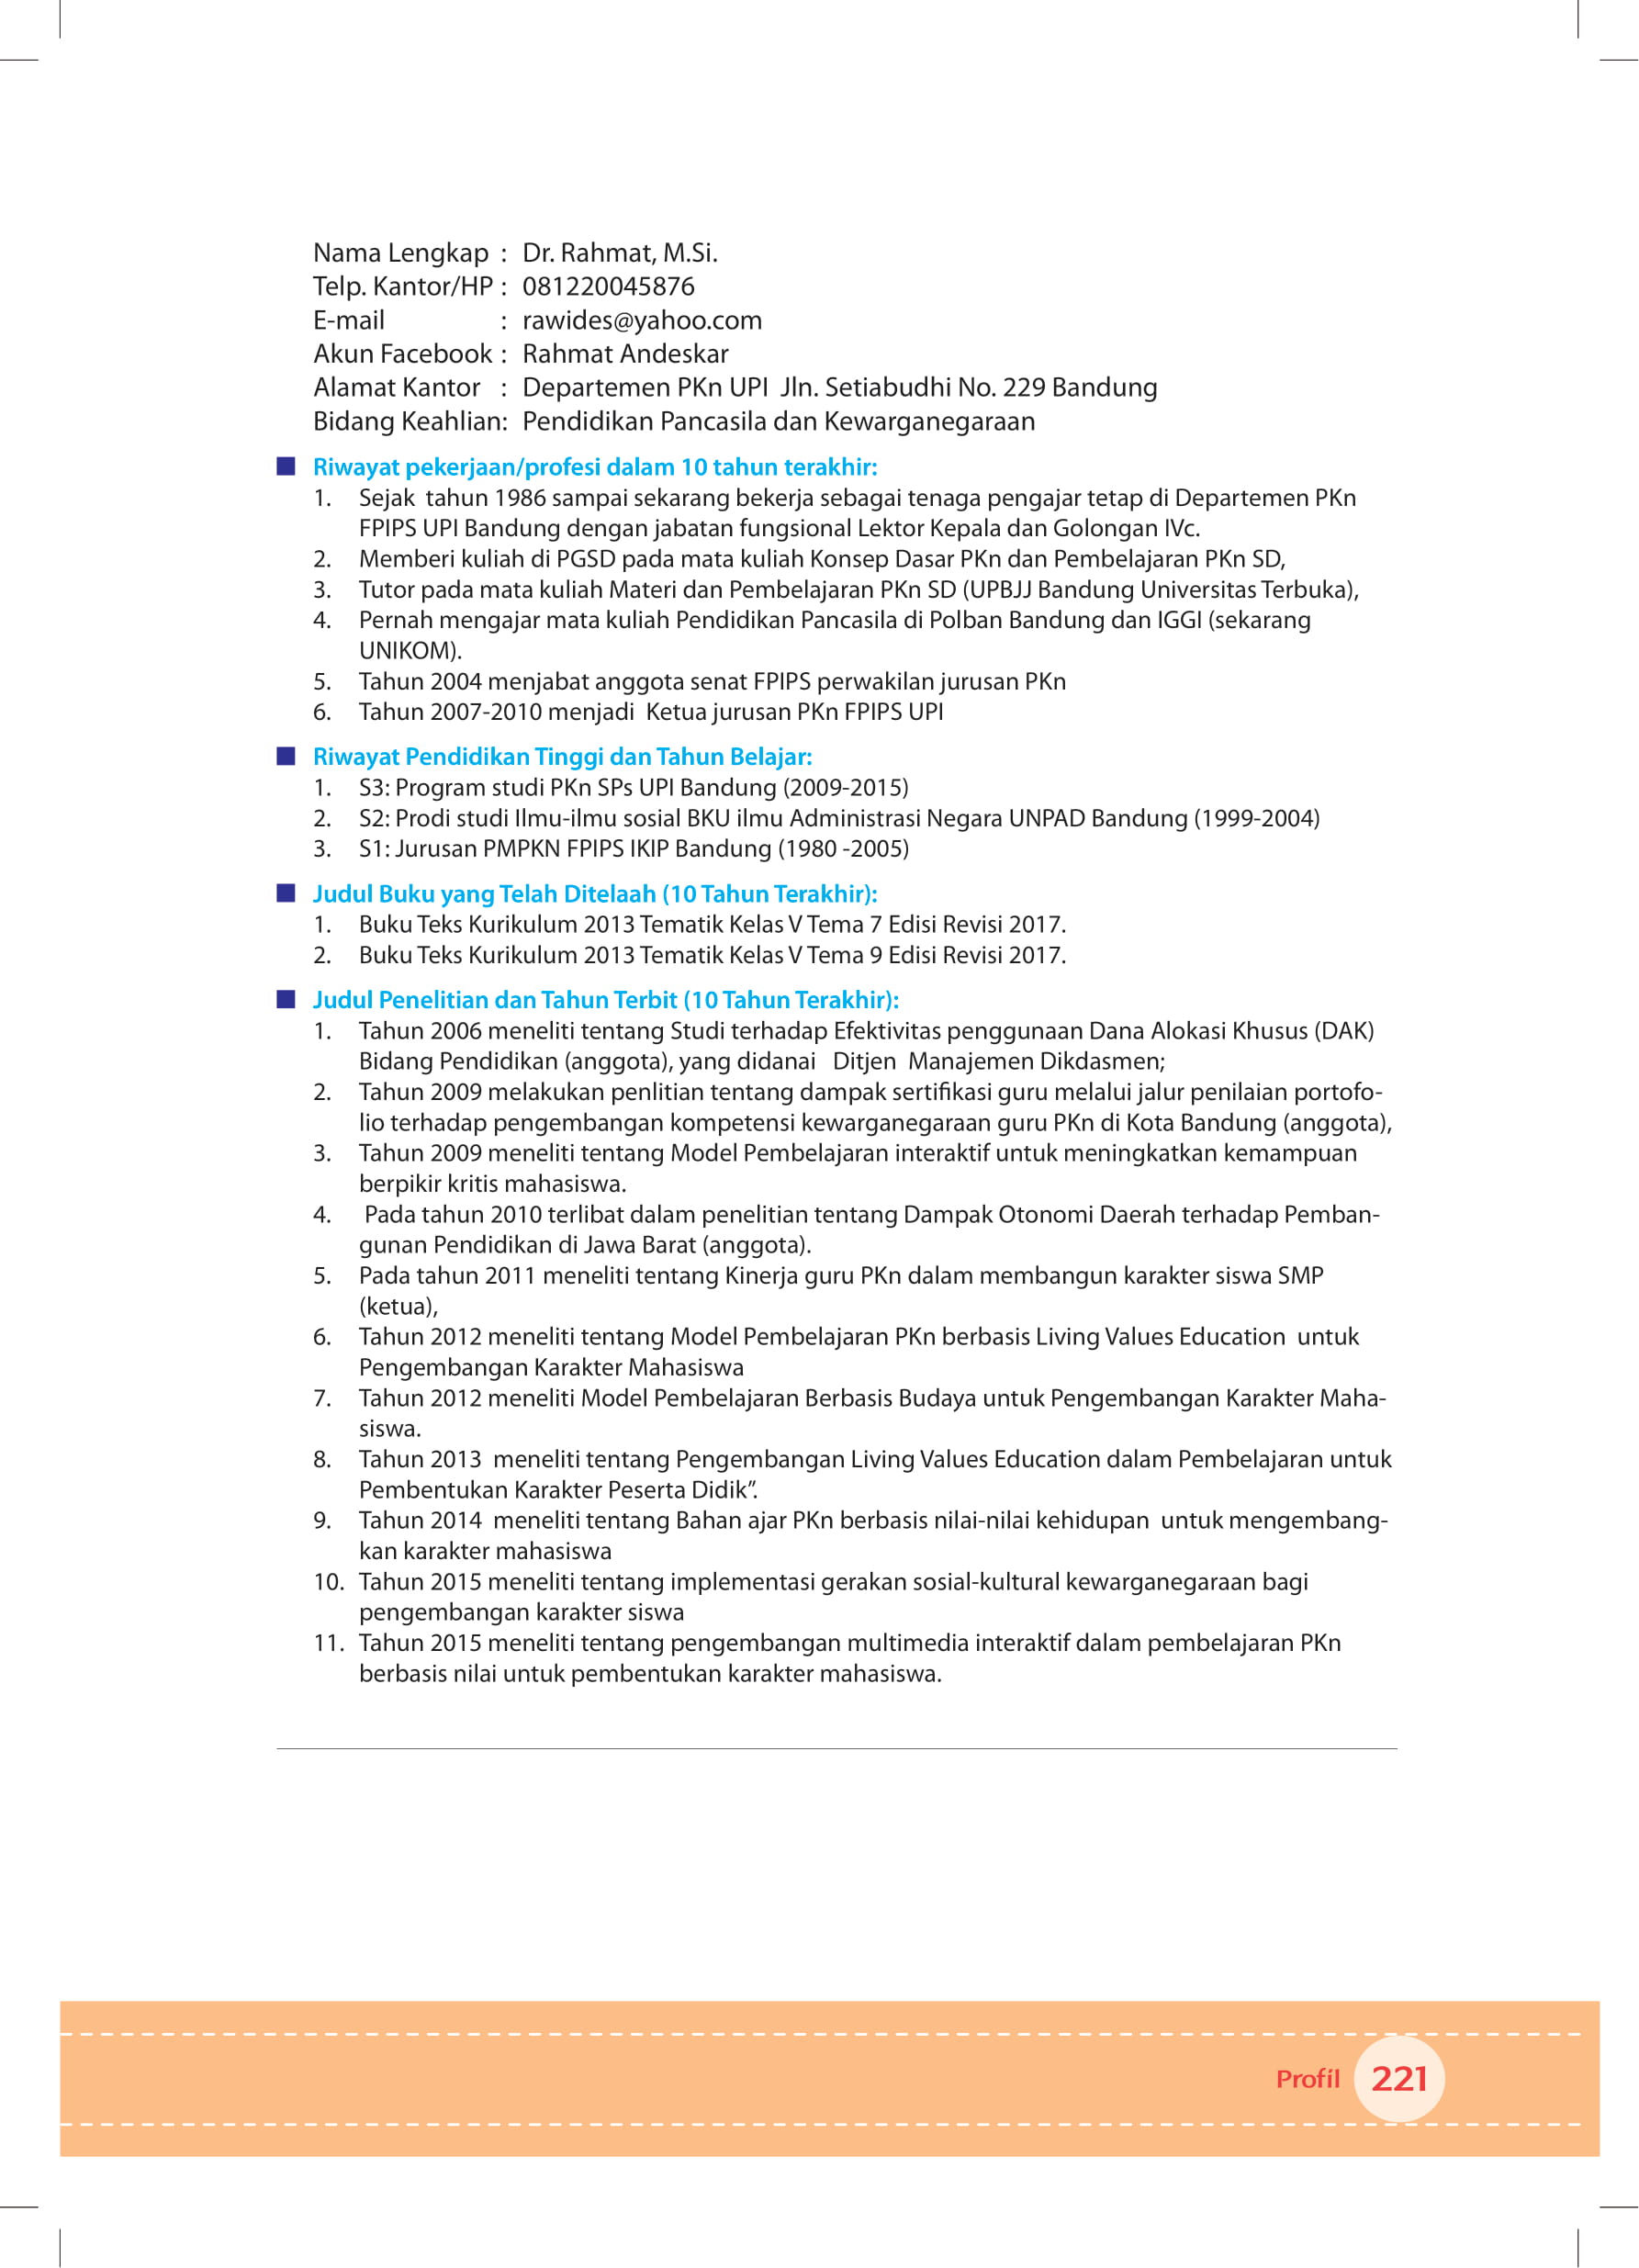 Nama Lengkap : Dr. Rahmat, M.Si.
Telp. Kantor/HP : 081220045876
E-mail : rawides@yahoo.com
Akun Facebook : Rahmat Andeskar
Alamat Kantor : Departemen PKn UPI Jln. Setiabudhi No. 229 Bandung
Bidang Keahlian: Pendidikan Pancasila dan Kewarganegaraan
Riwayat pekerjaan/profesi dalam 10 tahun terakhir:
1. Sejak tahun 1986 sampai sekarang bekerja sebagai tenaga pengajar tetap di Departemen PKn
FPIPS UPI Bandung dengan jabatan fungsional Lektor Kepala dan Golongan IVc.
2. Memberi kuliah di PGSD pada mata kuliah Konsep Dasar PKn dan Pembelajaran PKn SD,
3. Tutor pada mata kuliah Materi dan Pembelajaran PKn SD (UPBJJ Bandung Universitas Terbuka),
4. Pernah mengajar mata kuliah Pendidikan Pancasila di Polban Bandung dan IGGI (sekarang
UNIKOM).
5. Tahun 2004 menjabat anggota senat FPIPS perwakilan jurusan PKn
6. Tahun 2007-2010 menjadi Ketua jurusan PKn FPIPS UPI
Riwayat Pendidikan Tinggi dan Tahun Belajar:
1. S3: Program studi PKn SPs UPI Bandung (2009-2015)
2. S2: Prodi studi Ilmu-ilmu sosial BKU ilmu Administrasi Negara UNPAD Bandung (1999-2004)
3. S1: Jurusan PMPKN FPIPS IKIP Bandung (1980 -2005)
Judul Buku yang Telah Ditelaah (10 Tahun Terakhir):
1. Buku Teks Kurikulum 2013 Tematik Kelas V Tema 7 Edisi Revisi 2017.
2. Buku Teks Kurikulum 2013 Tematik Kelas V Tema 9 Edisi Revisi 2017.
Judul Penelitian dan Tahun Terbit (10 Tahun Terakhir):
1. Tahun 2006 meneliti tentang Studi terhadap Efektivitas penggunaan Dana Alokasi Khusus (DAK)
Bidang Pendidikan (anggota), yang didanai Ditjen Manajemen Dikdasmen;
2. Tahun 2009 melakukan penlitian tentang dampak sertifikasi guru melalui jalur penilaian portofo-
lio terhadap pengembangan kompetensi kewarganegaraan guru PKn di Kota Bandung (anggota),
3. Tahun 2009 meneliti tentang Model Pembelajaran interaktif untuk meningkatkan kemampuan
berpikir kritis mahasiswa.
4. Pada tahun 2010 terlibat dalam penelitian tentang Dampak Otonomi Daerah terhadap Pemban-
gunan Pendidikan di Jawa Barat (anggota).
5. Pada tahun 2011 meneliti tentang Kinerja guru PKn dalam membangun karakter siswa SMP
(ketua),
6. Tahun 2012 meneliti tentang Model Pembelajaran PKn berbasis Living Values Education untuk
Pengembangan Karakter Mahasiswa
7. Tahun 2012 meneliti Model Pembelajaran Berbasis Budaya untuk Pengembangan Karakter Maha-
siswa.
8. Tahun 2013 meneliti tentang Pengembangan Living Values Education dalam Pembelajaran untuk
Pembentukan Karakter Peserta Didik”.
9. Tahun 2014 meneliti tentang Bahan ajar PKn berbasis nilai-nilai kehidupan untuk mengembang-
kan karakter mahasiswa
10. Tahun 2015 meneliti tentang implementasi gerakan sosial-kultural kewarganegaraan bagi
pengembangan karakter siswa
11. Tahun 2015 meneliti tentang pengembangan multimedia interaktif dalam pembelajaran PKn
berbasis nilai untuk pembentukan karakter mahasiswa.
Profil 221